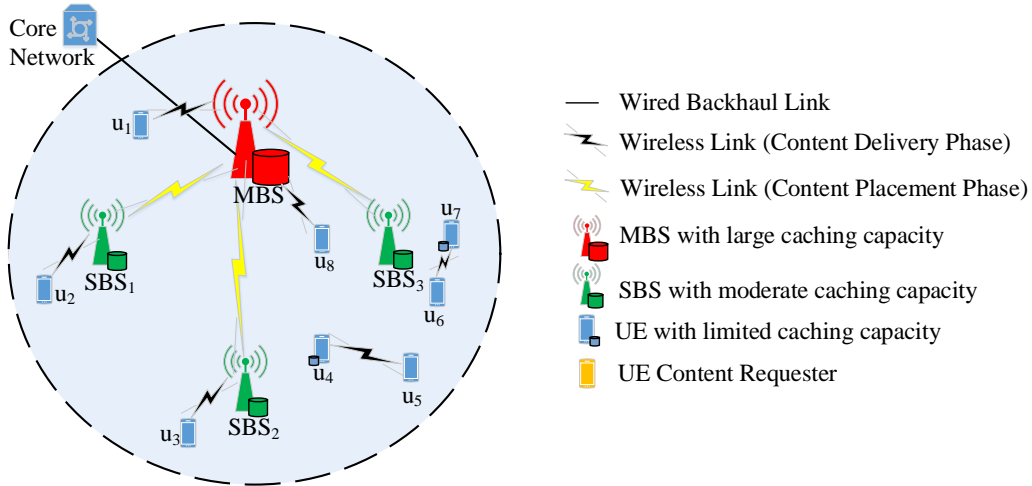 Core
Network
u1
MBS
SBS1
u2
u8
SBS3
u7
u6
u4
u5
u3
SBS2
Wired Backhaul Link
Wireless Link (Content Delivery Phase)
Wireless Link (Content Placement Phase)
MBS with large caching capacity
SBS with moderate caching capacity
UE with limited caching capacity
UE Content Requester